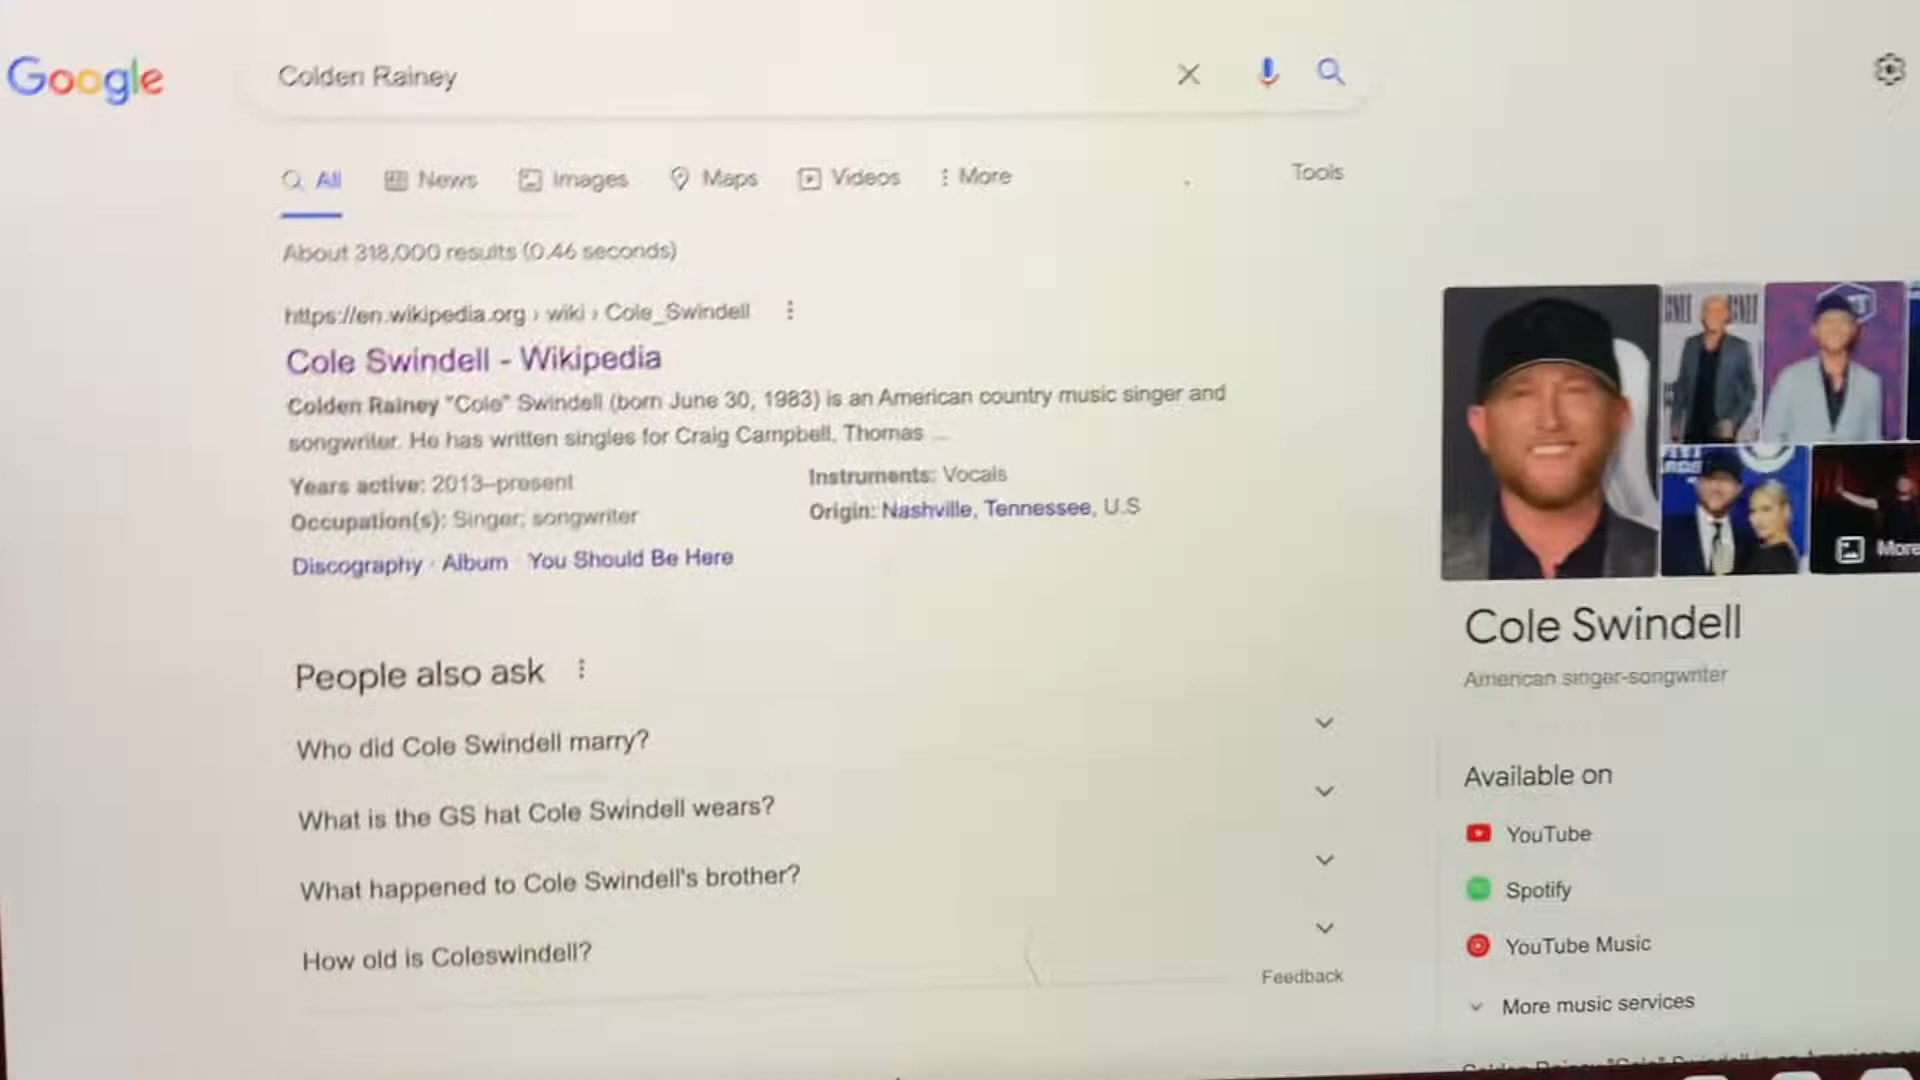 Google
Colden Rainey
All
News
Images
Maps
Videos
More
Tools
About 318,000 results (0.46 seconds)
https://en.wikipedia.org › wiki › Cole_Swindell
Cole Swindell - Wikipedia
Colden Rainey "Cole" Swindell (born June 30, 1983) is an American country music singer and
songwriter. He has written singles for Craig Campbell, Thomas ...
Years active: 2013–present
Instruments: Vocals
Occupation(s): Singer; songwriter
Origin: Nashville, Tennessee, U.S
Discography · Album · You Should Be Here
People also ask
Who did Cole Swindell marry?
What is the GS hat Cole Swindell wears?
What happened to Cole Swindell's brother?
How old is Coleswindell?
Feedback
More
Cole Swindell
American singer-songwriter
Available on
YouTube
Spotify
YouTube Music
More music services